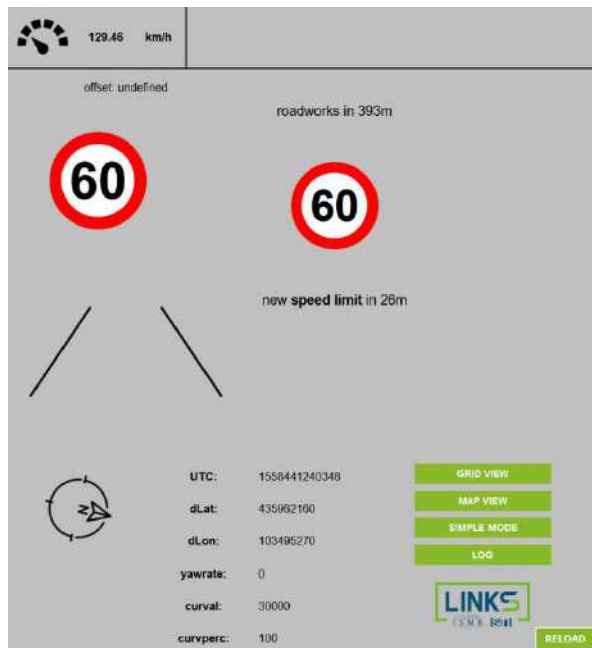 129.46 km/h
offset: undefined
roadworks in 393m
60
60
new speed limit in 26m
UTC: 1558441240348
dLat: 435962160
dLon: 103495270
yawrate: 0
curval: 30000
curvperc: 100
N
GRID VIEW
MAP VIEW
SIMPLE MODE
LOG
LINKS
RELOAD